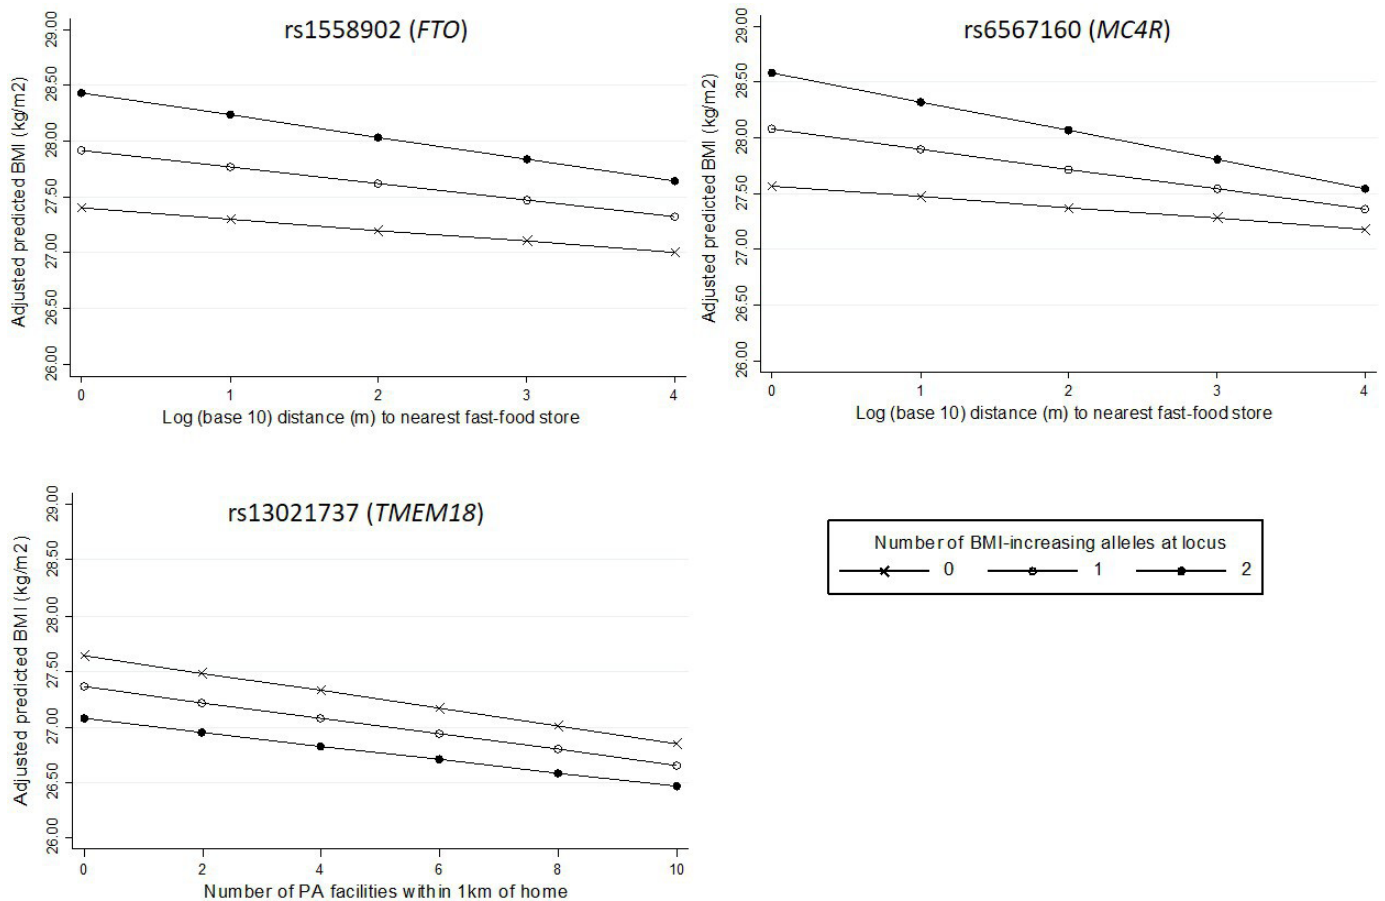 rs1558902 (FTO)
Adjusted predicted BMI (kg/m2)
29.00
28.50
28.00
27.50
27.00
26.50
26.00
0 1 2 3 4
Log (base 10) distance (m) to nearest fast-food store
rs6567160 (MC4R)
Adjusted predicted BMI (kg/m2)
29.00
28.50
28.00
27.50
27.00
26.50
26.00
0 1 2 3 4
Log (base 10) distance (m) to nearest fast-food store
rs13021737 (TMEM18)
Adjusted predicted BMI (kg/m2)
29.00
28.50
28.00
27.50
27.00
26.50
26.00
0 2 4 6 8 10
Number of PA facilities within 1km of home
Number of BMI-increasing alleles at locus
0 1 2